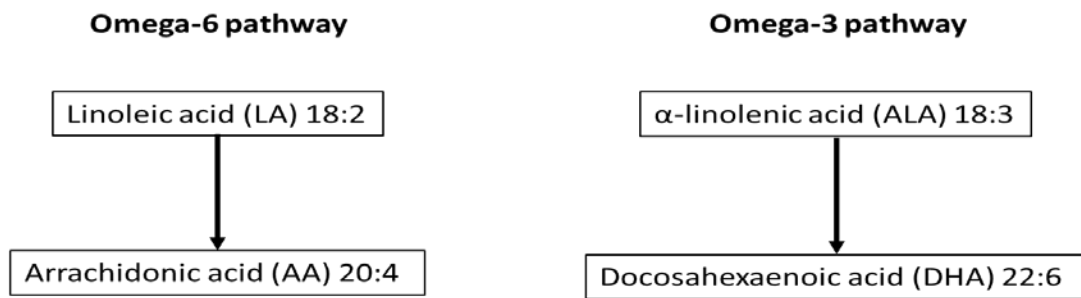 Omega-6 pathway
Omega-3 pathway
Linoleic acid (LA) 18:2
α-linolenic acid (ALA) 18:3
Arrachidonic acid (AA) 20:4
Docosahexaenoic acid (DHA) 22:6